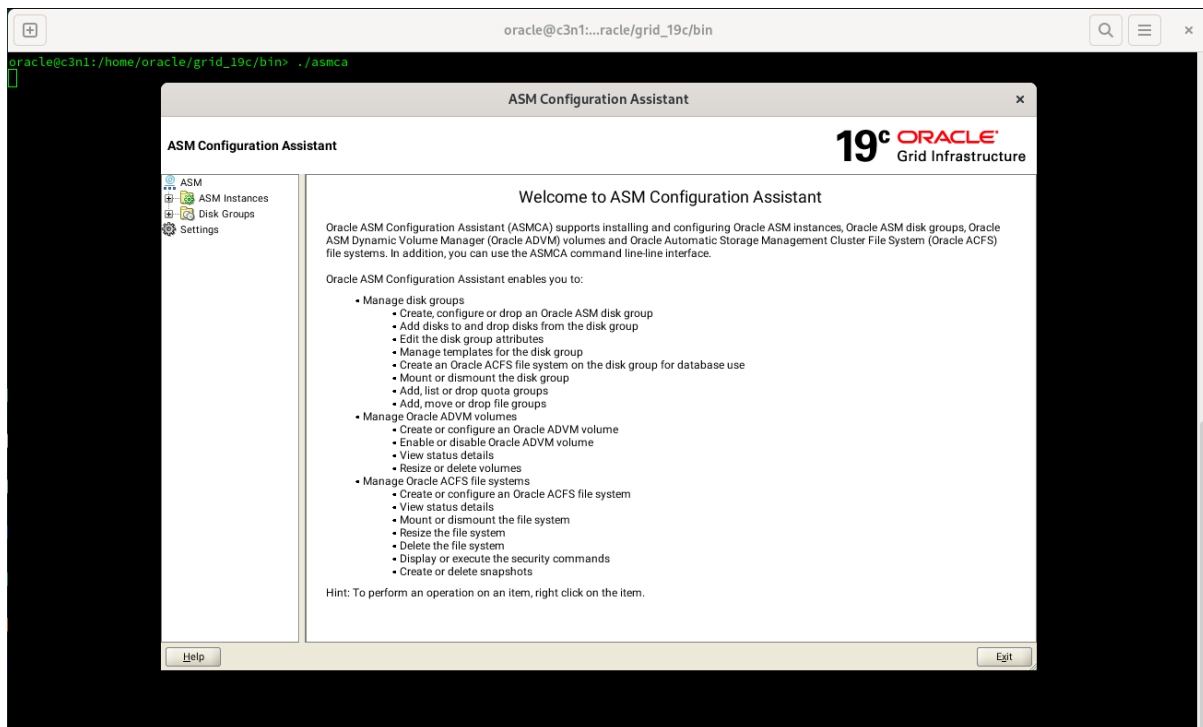 oracle@c3n1:...racle/grid_19c/bin
oracle@c3n1:/home/oracle/grid_19c/bin> ./asmca
ASM Configuration Assistant
ASM Configuration Assistant
19c ORACLE
Grid Infrastructure
ASM
ASM Instances
Disk Groups
Settings
Welcome to ASM Configuration Assistant
Oracle ASM Configuration Assistant (ASMCA) supports installing and configuring Oracle ASM instances, Oracle ASM disk groups, Oracle
ASM Dynamic Volume Manager (Oracle ADVM) volumes and Oracle Automatic Storage Management Cluster File System (Oracle ACFS)
file systems. In addition, you can use the ASMCA command line-line interface.
Oracle ASM Configuration Assistant enables you to:
• Manage disk groups
• Create, configure or drop an Oracle ASM disk group
• Add disks to and drop disks from the disk group
• Edit the disk group attributes
• Manage templates for the disk group
• Create an Oracle ACFS file system on the disk group for database use
• Mount or dismount the disk group
• Add, list or drop quota groups
• Add, move or drop file groups
• Manage Oracle ADVM volumes
• Create or configure an Oracle ADVM volume
• Enable or disable Oracle ADVM volume
• View status details
• Resize or delete volumes
• Manage Oracle ACFS file systems
• Create or configure an Oracle ACFS file system
• View status details
• Mount or dismount the file system
• Resize the file system
• Delete the file system
• Display or execute the security commands
• Create or delete snapshots
Hint: To perform an operation on an item, right click on the item.
Help
Exit